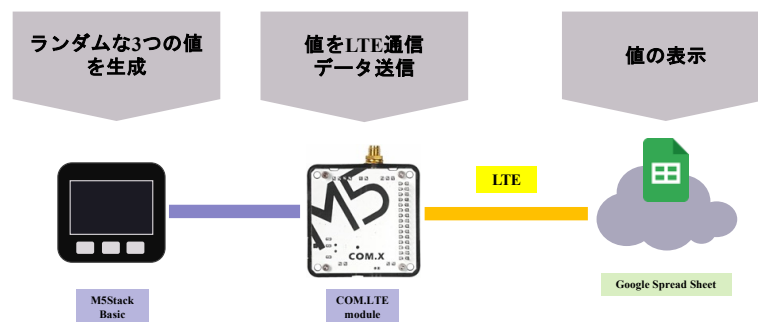 ランダムな3つの値
を生成
値をLTE通信
データ送信
値の表示
LTE
M5
COM.X
M5Stack
Basic
COM.LTE
module
Google Spread Sheet